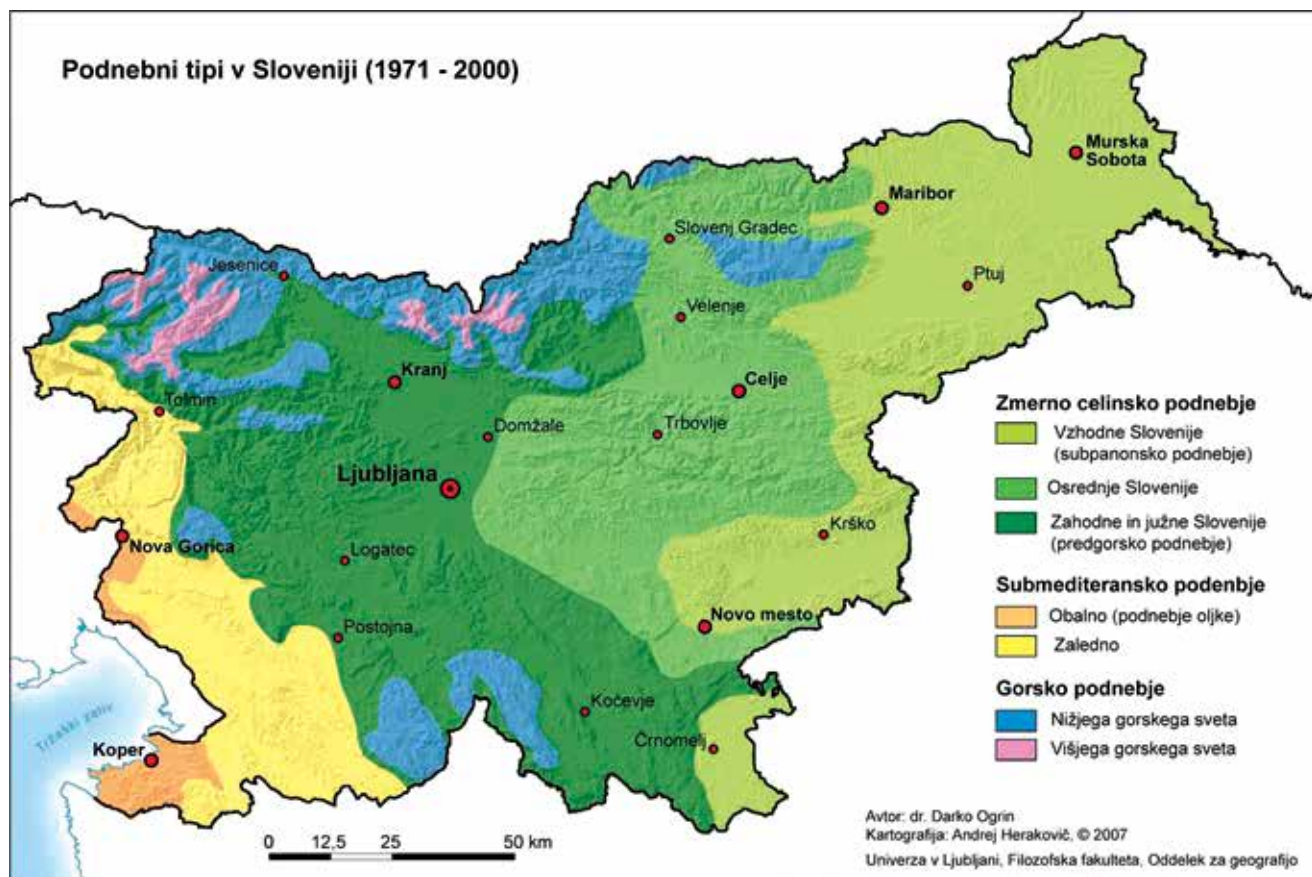 Podnebni tipi v Sloveniji (1971 - 2000)
Murska
Sobota
Maribor
Slovenj Gradec
Jesenice
Ptuj
Velenje
Kranj
Celje
Tolmin
Domžale
Trbovlje
Ljubljana
Krško
Nova Gorica
Logatec
Novo mesto
Postojna
Kočevje
Črnomelj
Tržaški zaliv
Koper
Zmerno celinsko podnebje
Vzhodne Slovenije
(subpanonsko podnebje)
Osrednje Slovenije
Zahodne in južne Slovenije
(predgorsko podnebje)
Submediteransko podenbje
Obalno (podnebje oljke)
Zaledno
Gorsko podnebje
Nižjega gorskega sveta
Višjega gorskega sveta
0 12,5 25 50 km
Avtor: dr. Darko Ogrin
Kartografija: Andrej Herakovič, © 2007
Univerza v Ljubljani, Filozofska fakulteta, Oddelek za geografijo